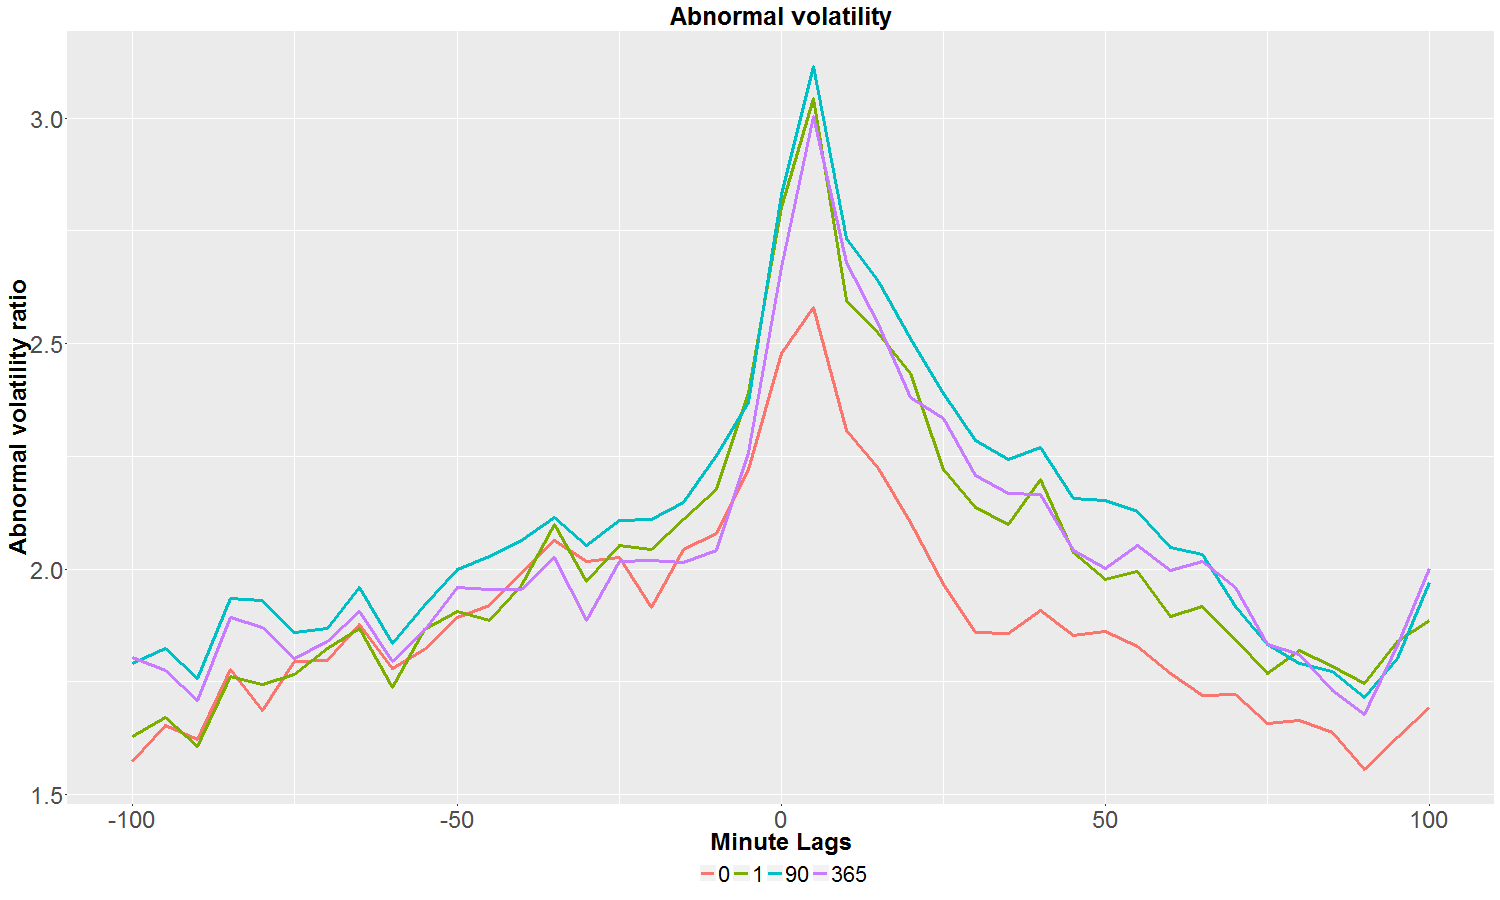 Abnormal volatility
Abnormal volatility ratio
3.0
2.5
2.0
1.5
-100 -50 0 50 100
Minute Lags
0 1 90 365